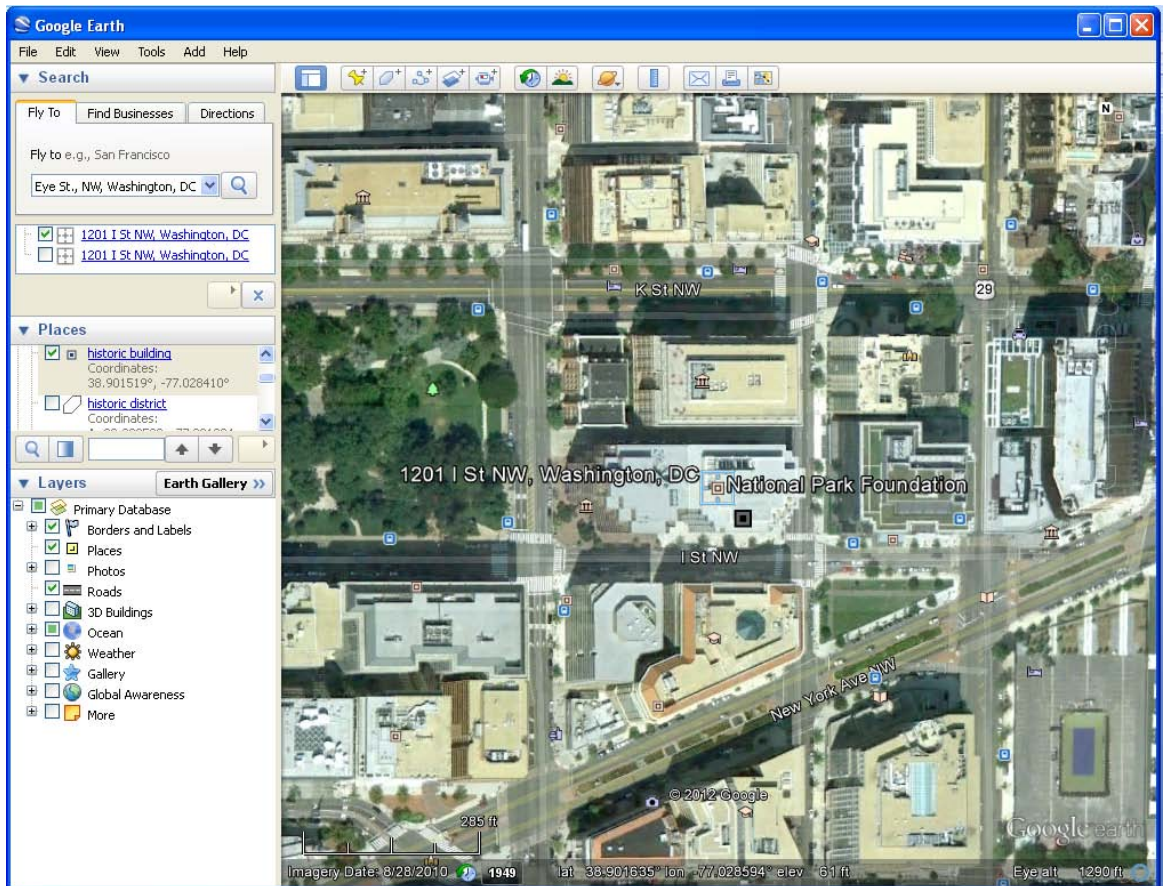 Google Earth
File Edit View Tools Add Help
Search
Fly To Find Businesses Directions
Fly to e.g., San Francisco
Eye St., NW, Washington, DC
1201 I St NW, Washington, DC
1201 I St NW, Washington, DC
Places
historic building
Coordinates:
38.901519°, -77.028410°
historic district
Coordinates:
Layers Earth Gallery >>
Primary Database
Borders and Labels
Places
Photos
Roads
3D Buildings
Ocean
Weather
Gallery
Global Awareness
More
N
K St NW
29
1201 I St NW, Washington, DC
National Park Foundation
I St NW
New York Ave NW
© 2012 Google
285 ft
Google earth
Imagery Date: 8/28/2010 1949 lat 38.901635° lon -77.028594° elev 61 ft Eye alt 1290 ft